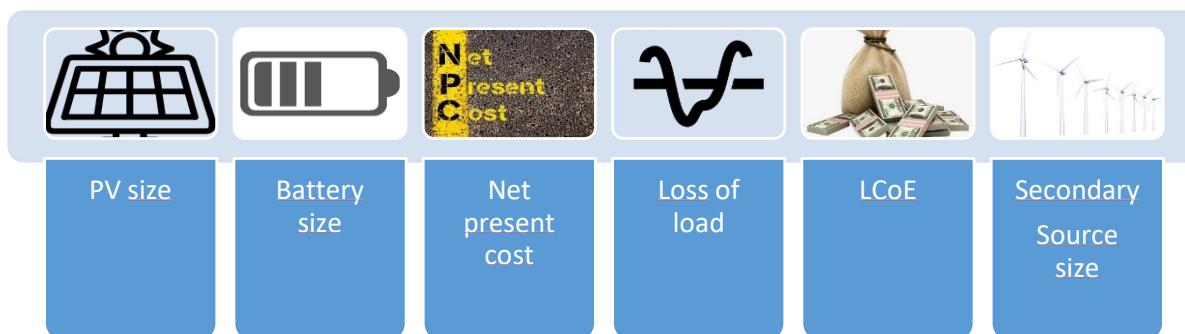 Net
Present
Cost
PV size
Battery
size
Net
present
cost
Loss of
load
LCoE
Secondary
Source
size